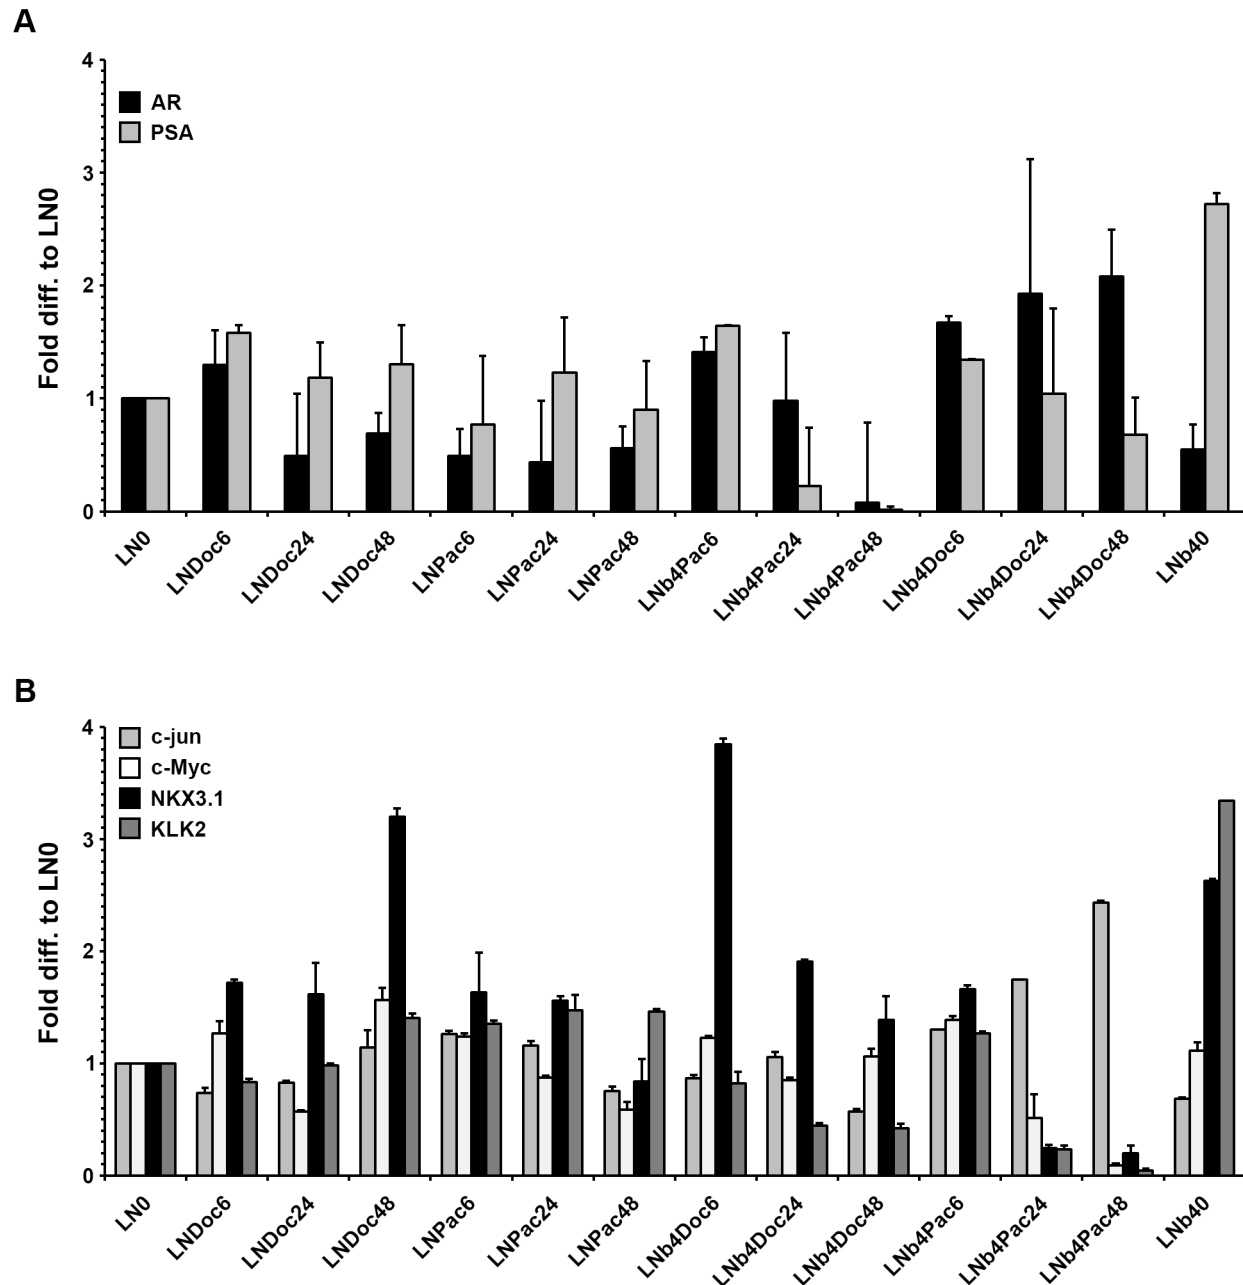 A
4
3
2
1
0
Fold diff. to LN0
AR
PSA
LN0
LNDoc6
LNDoc24
LNDoc48
LNPac6
LNPac24
LNPac48
LNb4Pac6
LNb4Pac24
LNb4Pac48
LNb4Doc6
LNb4Doc24
LNb4Doc48
LNb40
B
4
3
2
1
0
Fold diff. to LN0
c-jun
c-Myc
NKX3.1
KLK2
LN0
LNDoc6
LNDoc24
LNDoc48
LNPac6
LNPac24
LNPac48
LNb4Doc6
LNb4Doc24
LNb4Doc48
LNb4Pac6
LNb4Pac24
LNb4Pac48
LNb40